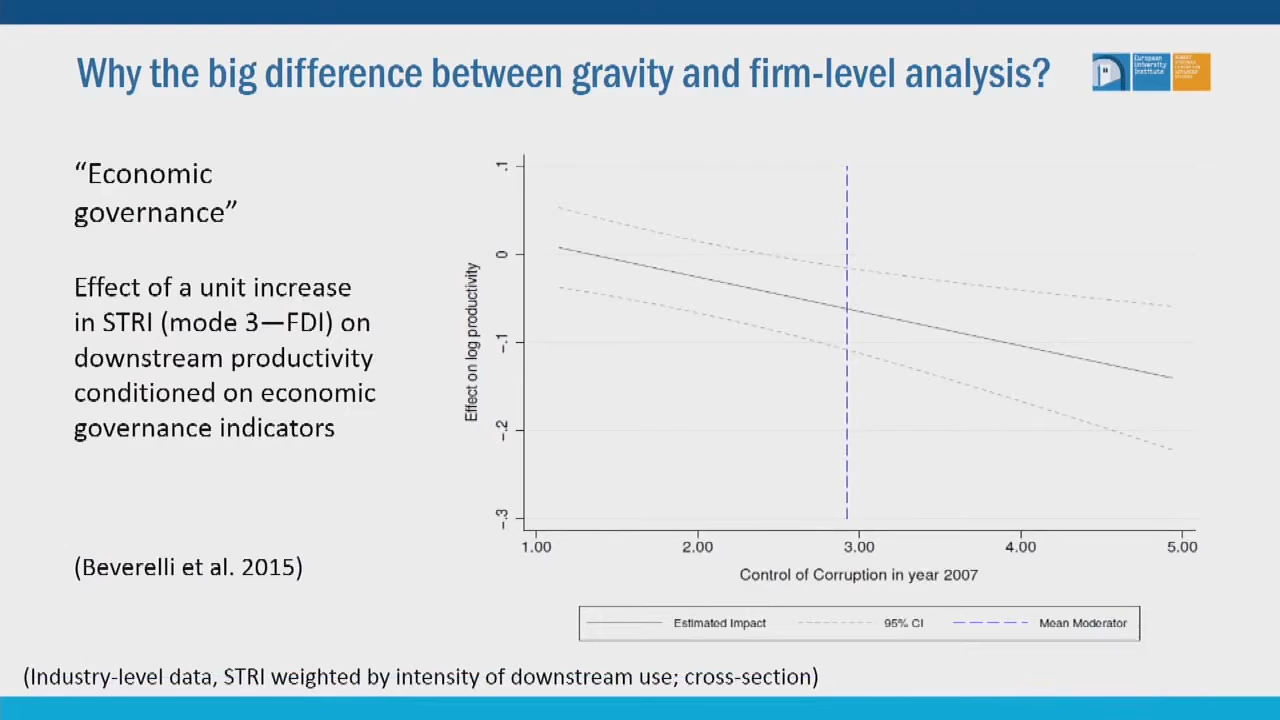 Why the big difference between gravity and firm-level analysis?
European
University
Institute
“Economic
governance”
Effect of a unit increase
in STRI (mode 3—FDI) on
downstream productivity
conditioned on economic
governance indicators
(Beverelli et al. 2015)
Effect on log productivity
.1
0
-.1
-.2
-.3
1.00 2.00 3.00 4.00 5.00
Control of Corruption in year 2007
Estimated Impact 95% CI Mean Moderator
(Industry-level data, STRI weighted by intensity of downstream use; cross-section)